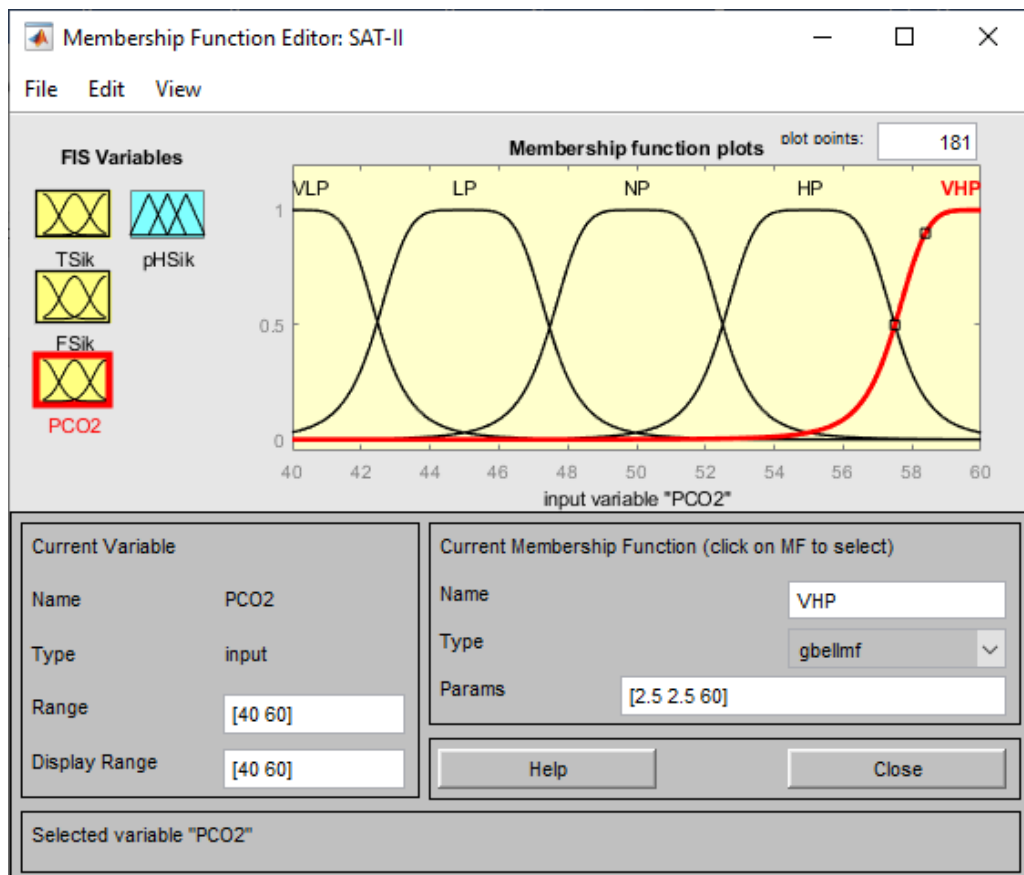 Membership Function Editor: SAT-II
File Edit View
FIS Variables
Membership function plots
plot points:
181
TSik
pHSik
FSik
PCO2
VLP
LP
NP
HP
VHP
1
0.5
0
40 42 44 46 48 50 52 54 56 58 60
input variable "PCO2"
Current Variable
Name PCO2
Type input
Range [40 60]
Display Range [40 60]
Current Membership Function (click on MF to select)
Name VHP
Type gbellmf
Params [2.5 2.5 60]
Help
Close
Selected variable "PCO2"